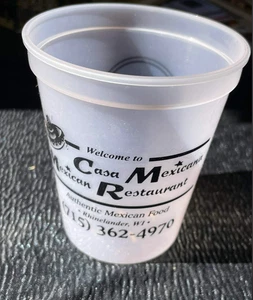 Welcome to
Casa Mexicana
Mexican Restaurant
Authentic Mexican Food
• Rhinelander, WI •
(715) 362-4970